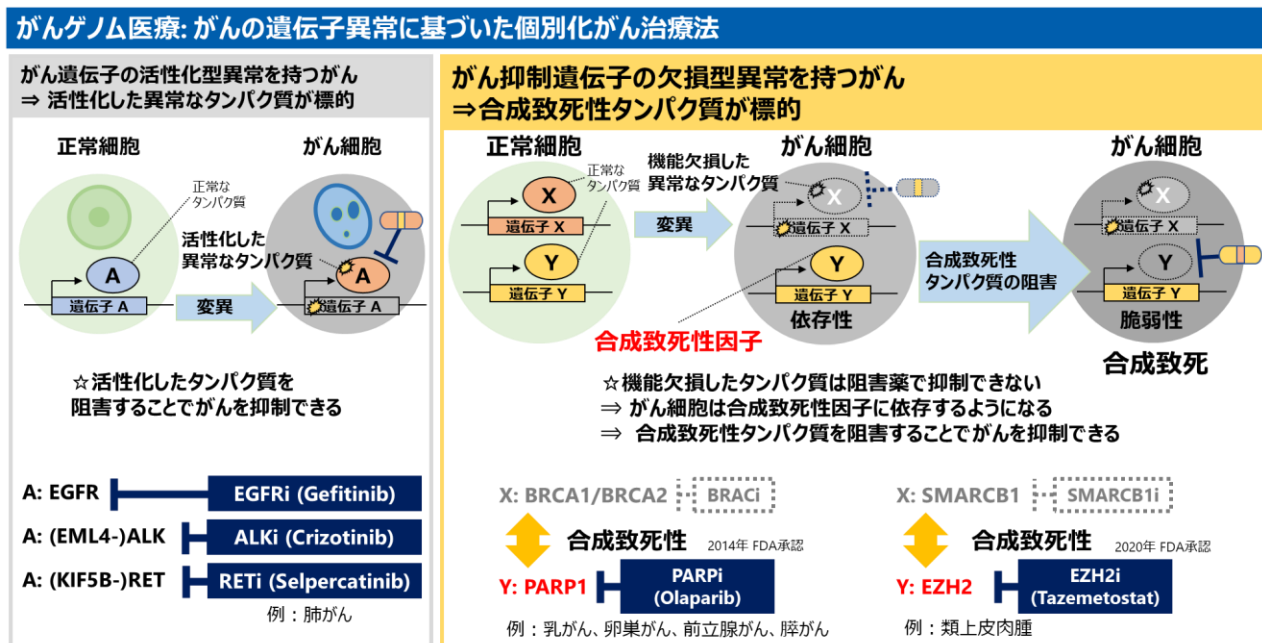 がんゲノム医療: がんの遺伝子異常に基づいた個別化がん治療法
がん遺伝子の活性化型異常を持つがん
⇒ 活性化した異常なタンパク質が標的
正常細胞
がん細胞
正常な
タンパク質
活性化した
異常なタンパク質
A
A
遺伝子 A
変異
遺伝子 A
☆活性化したタンパク質を
阻害することでがんを抑制できる
A: EGFR
EGFRi (Gefitinib)
A: (EML4-)ALK
ALKi (Crizotinib)
A: (KIF5B-)RET
RETi (Selpercatinib)
例：肺がん
がん抑制遺伝子の欠損型異常を持つがん
⇒合成致死性タンパク質が標的
正常細胞
がん細胞
がん細胞
正常な
タンパク質
機能欠損した
異常なタンパク質
X
X
X
遺伝子 X
変異
遺伝子 X
遺伝子 X
Y
Y
Y
合成致死性
タンパク質の阻害
遺伝子 Y
遺伝子 Y
遺伝子 Y
合成致死性因子
依存性
脆弱性
合成致死
☆機能欠損したタンパク質は阻害薬で抑制できない
⇒ がん細胞は合成致死性因子に依存するようになる
⇒ 合成致死性タンパク質を阻害することでがんを抑制できる
X: BRCA1/BRCA2
BRACi
合成致死性
2014年 FDA承認
Y: PARP1
PARPi
(Olaparib)
例：乳がん、卵巣がん、前立腺がん、膵がん
X: SMARCB1
SMARCB1i
合成致死性
2020年 FDA承認
Y: EZH2
EZH2i
(Tazemetostat)
例：類上皮肉腫